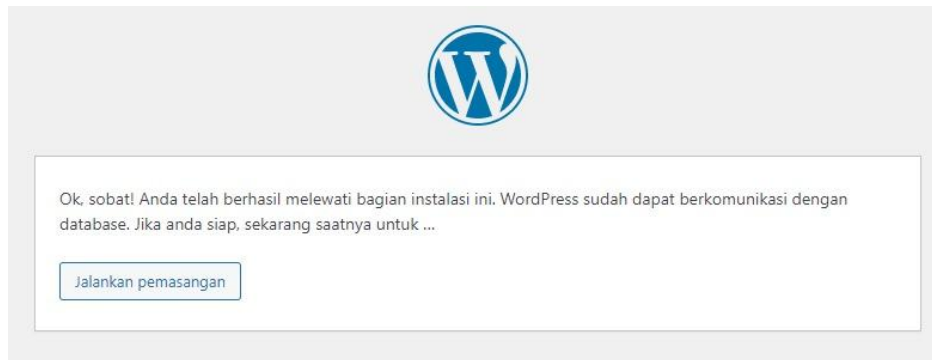 Ok, sobat! Anda telah berhasil melewati bagian instalasi ini. WordPress sudah dapat berkomunikasi dengan
database. Jika anda siap, sekarang saatnya untuk ...
Jalankan pemasangan